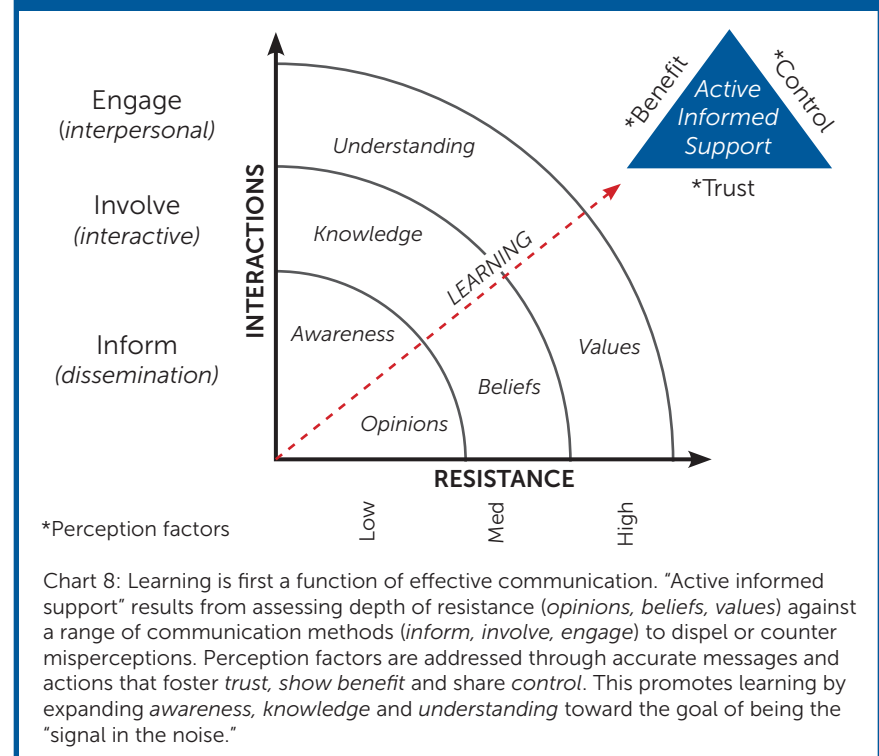 Engage
(interpersonal)
Involve
(interactive)
Inform
(dissemination)
INTERACTIONS
Understanding
Knowledge
Awareness
Opinions
Beliefs
Values
LEARNING
*Benefit
*Control
Active
Informed
Support
*Trust
RESISTANCE
Low
Med
High
*Perception factors
Chart 8: Learning is first a function of effective communication. "Active informed
support" results from assessing depth of resistance (opinions, beliefs, values) against
a range of communication methods (inform, involve, engage) to dispel or counter
misperceptions. Perception factors are addressed through accurate messages and
actions that foster trust, show benefit and share control. This promotes learning by
expanding awareness, knowledge and understanding toward the goal of being the
"signal in the noise."